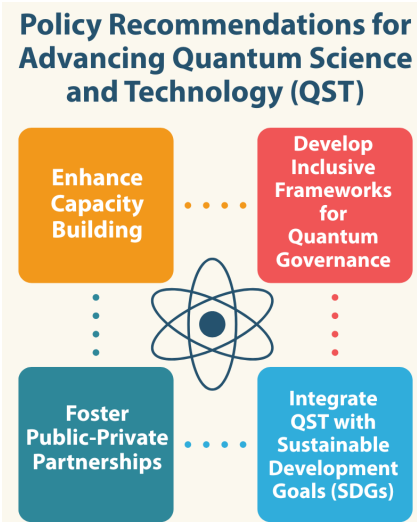 Policy Recommendations for
Advancing Quantum Science
and Technology (QST)
Enhance
Capacity
Building
Develop
Inclusive
Frameworks
for
Quantum
Governance
Foster
Public-Private
Partnerships
Integrate
QST with
Sustainable
Development
Goals (SDGs)